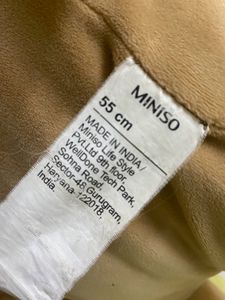 MINISO
55 cm
MADE IN INDIA/
Miniso Life Style
Pvt.Ltd 9th floor,
WellDone Tech Park,
Sohna Road,
Sector-48,Gurugram,
Haryana-122018,
India.